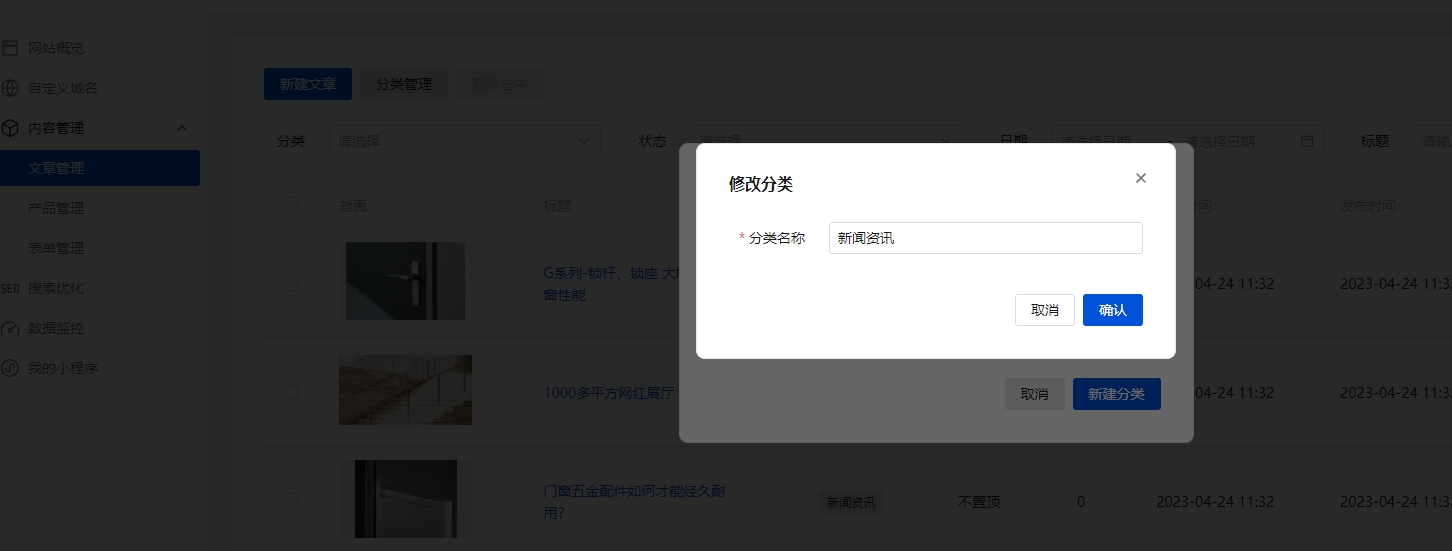 网站概览
自定义域名
内容管理
文章管理
产品管理
表单管理
SEO 搜索优化
数据监控
我的小程序
新建文章 分类管理 删除选中
分类 请选择 状态 请选择 日期 请选择日期 - 请选择日期 标题
封面 标题 时间 发布时间
修改分类
* 分类名称 新闻资讯
取消 确认
取消 新建分类
G系列-锁杆、锁座
窗性能
04-24 11:32 2023-04-24 11:32
1000多平方网红展厅
04-24 11:32 2023-04-24 11:32
门窗五金配件如何才能经久耐
用？
新闻资讯 不置顶 0 2023-04-24 11:32 2023-04-24 11:32